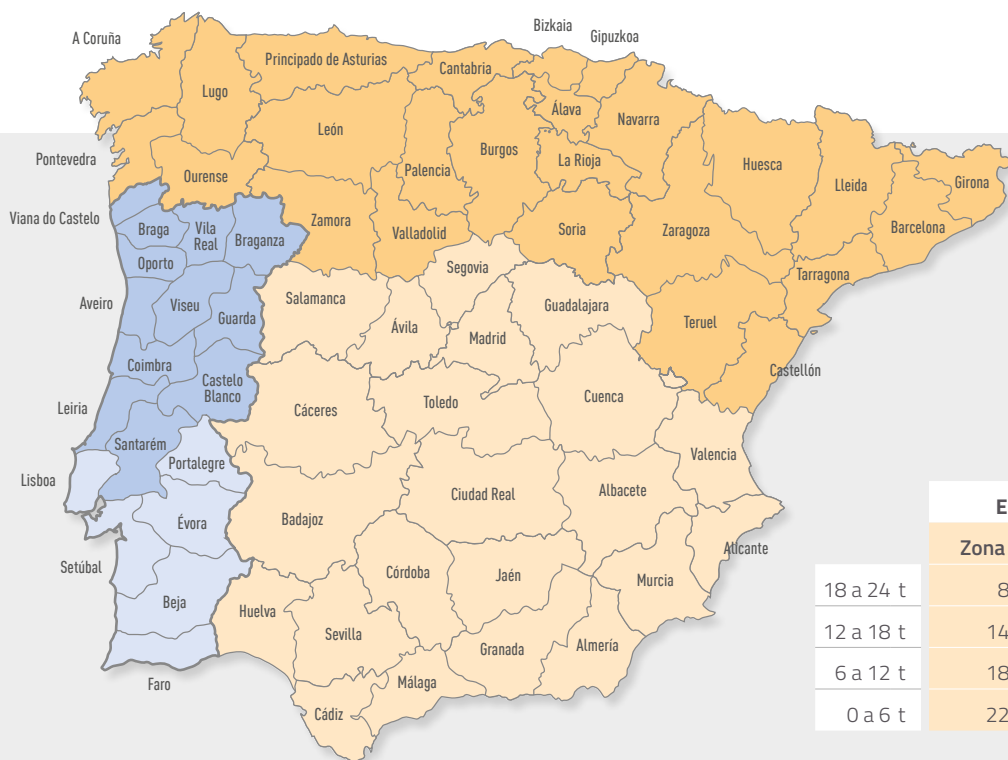 Bizkaia
A Coruña
Gipuzkoa
Principado de Asturias
Cantabria
Lugo
Álava
Navarra
León
Burgos
La Rioja
Huesca
Pontevedra
Palencia
Ourense
Lleida
Girona
Viana do Castelo
Braga
Vila
Real
Braganza
Zamora
Valladolid
Soria
Zaragoza
Barcelona
Oporto
Segovia
Tarragona
Aveiro
Viseu
Guarda
Salamanca
Ávila
Madrid
Guadalajara
Teruel
Coimbra
Castelo
Blanco
Castellón
Leiria
Cáceres
Toledo
Cuenca
Santarém
Portalegre
Valencia
Lisboa
Ciudad Real
Albacete
Badajoz
Évora
Alicante
Setúbal
Córdoba
Jaén
Murcia
Beja
Huelva
Sevilla
Granada
Almería
Faro
Málaga
Cádiz
E
Zona
18 a 24 t 8
12 a 18 t 14
6 a 12 t 18
0 a 6 t 22